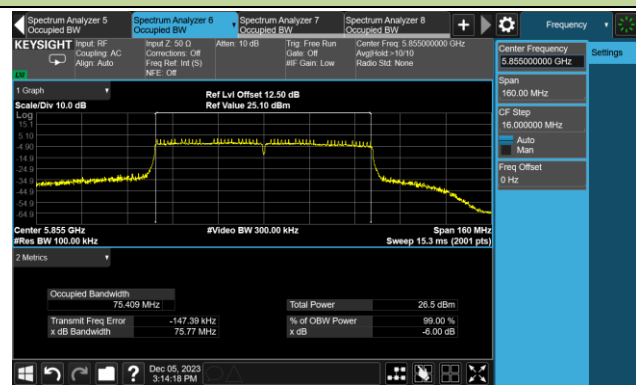 Spectrum Analyzer 5
Occupied BW
Spectrum Analyzer 6
Occupied BW
Spectrum Analyzer 7
Occupied BW
Spectrum Analyzer 8
Occupied BW
Frequency
KEYSIGHT
Input: RF
Coupling: AC
Align: Auto
Input Z: 50 Ω
Corrections: Off
Freq Ref: Int (S)
NFE: Off
Atten: 10 dB
Trig: Free Run
Gate: Off
#IF Gain: Low
Center Freq: 5.855000000 GHz
Avg|Hold:>10/10
Radio Std: None
Center Frequency
5.855000000 GHz
Settings
Span
160.00 MHz
CF Step
16.000000 MHz
Auto
Man
Freq Offset
0 Hz
1 Graph
Scale/Div 10.0 dB
Ref Lvl Offset 12.50 dB
Ref Value 25.10 dBm
Log
15.1
5.10
-4.90
-14.9
-24.9
-34.9
-44.9
-54.9
-64.9
Center 5.855 GHz
#Res BW 100.00 kHz
#Video BW 300.00 kHz
Span 160 MHz
Sweep 15.3 ms (2001 pts)
2 Metrics
Occupied Bandwidth
75.409 MHz
Total Power 26.5 dBm
Transmit Freq Error -147.39 kHz
% of OBW Power 99.00 %
x dB Bandwidth 75.77 MHz
x dB -6.00 dB
?
Dec 05, 2023
3:14:18 PM